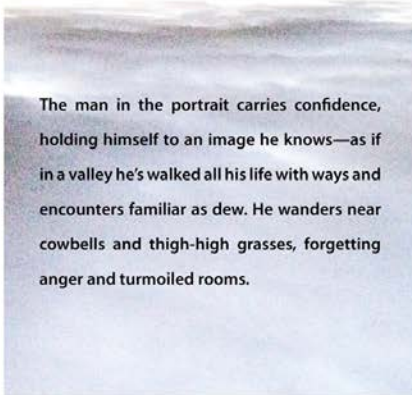 The man in the portrait carries confidence,
holding himself to an image he knows—as if
in a valley he’s walked all his life with ways and
encounters familiar as dew. He wanders near
cowbells and thigh-high grasses, forgetting
anger and turmoiled rooms.